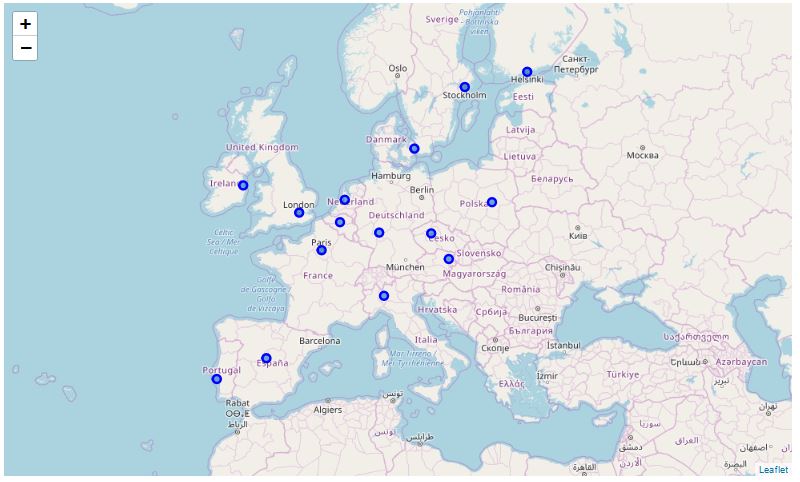 +
−
Sverige
Pohjanlahti
- Bottniska
viken
Oslo
Санкт-
Петербург
Helsinki
Stockholm
Eesti
Danmark
Latvija
United Kingdom
Lietuva
Москва
Hamburg
Беларусь
Ireland
Berlin
London
Nederland
Polska
Deutschland
Celtic
Sea / Mer
Celtique
Paris
Česko
Київ
Slovensko
München
Chișinău
France
Magyarország
Golfe
de Gascogne /
Golfo
de Vizcaya
România
Hrvatska
Србија
București
България
Barcelona
Italia
Скопје
İstanbul
საქართველო
Mar Tirreno /
Mer Tyrrhénienne
España
Portugal
Երևան
Azərbaycan
İzmir
Türkiye
Ελλάς
تبریز
Rabat
ⵔⴱⴰⵟ
الرباط
Algiers
تونس
تونس
طرابلس
سوريا
تهران
العراق
دمشق
اصفهان
الأردن
البصرة
القاهرة
Leaflet